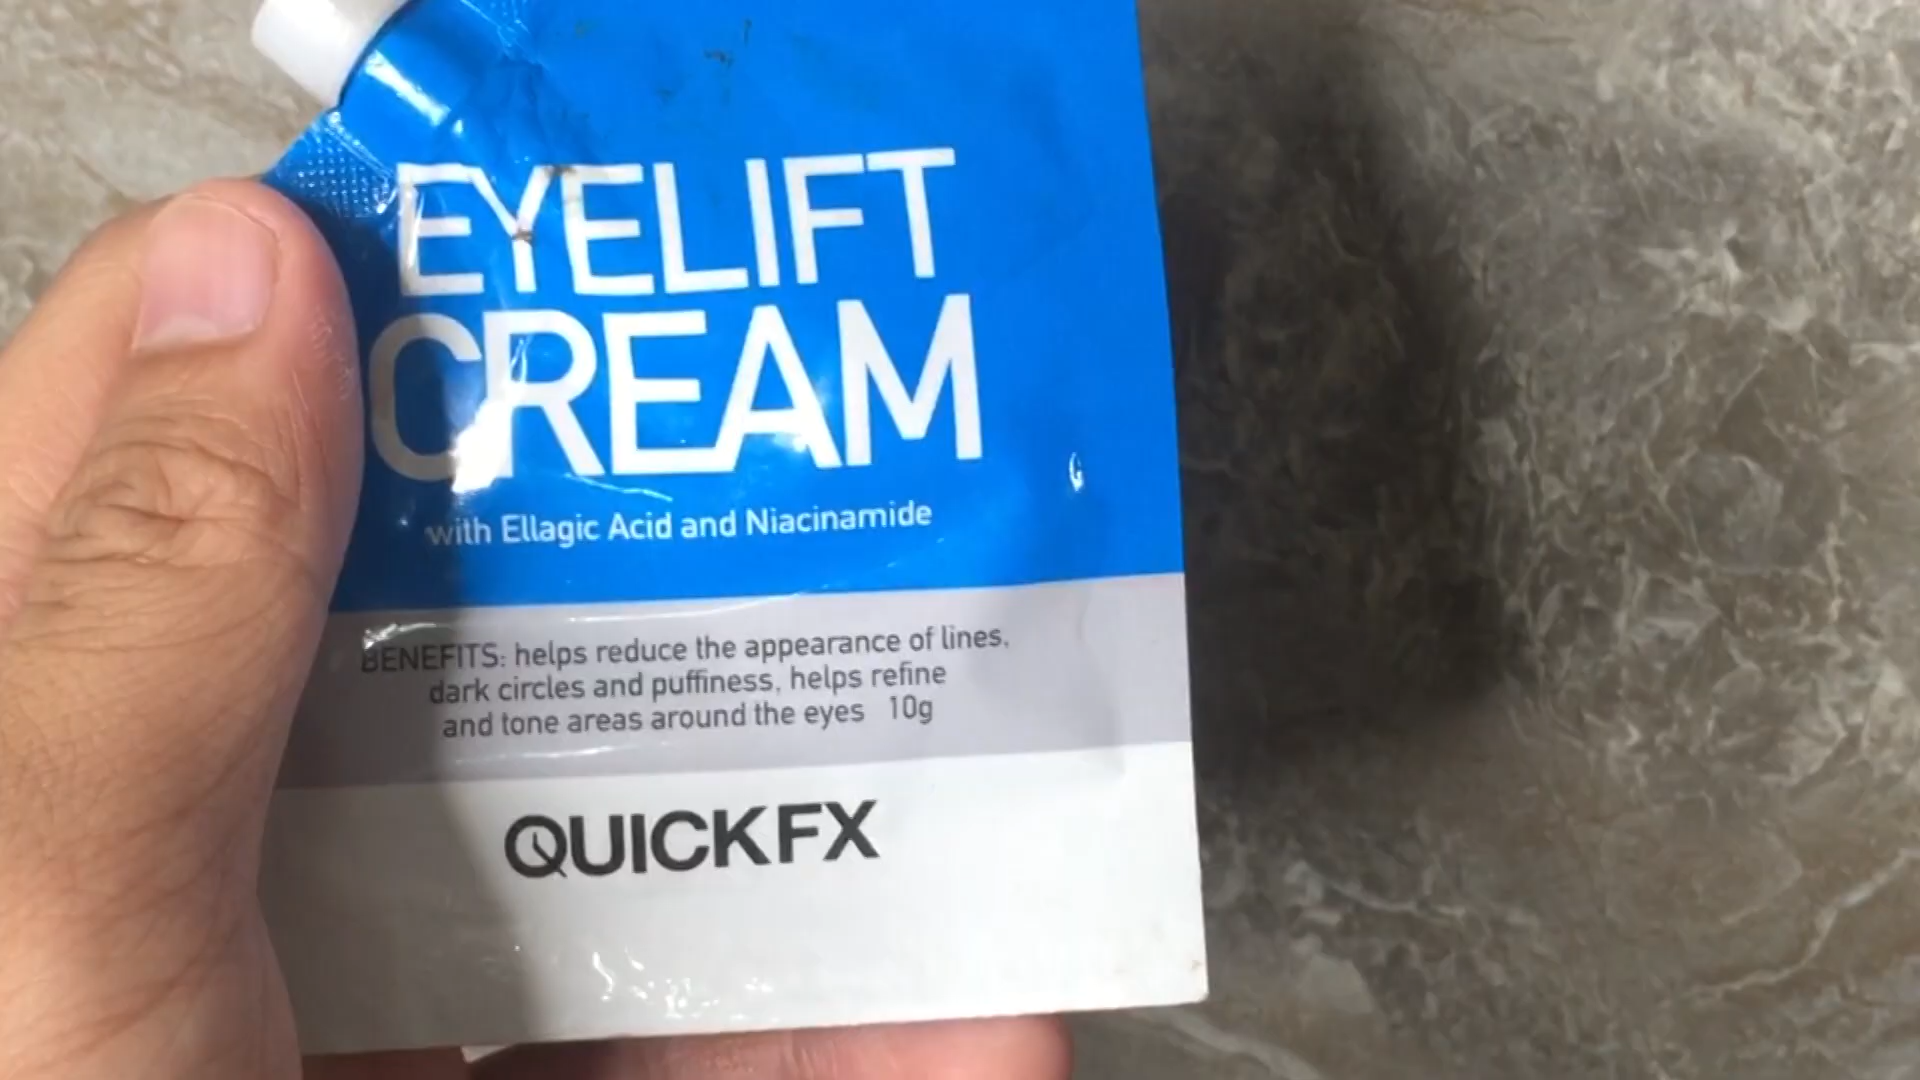 EYELIFT
CREAM
with Ellagic Acid and Niacinamide
BENEFITS: helps reduce the appearance of lines,
dark circles and puffiness, helps refine
and tone areas around the eyes 10g
QUICKFX